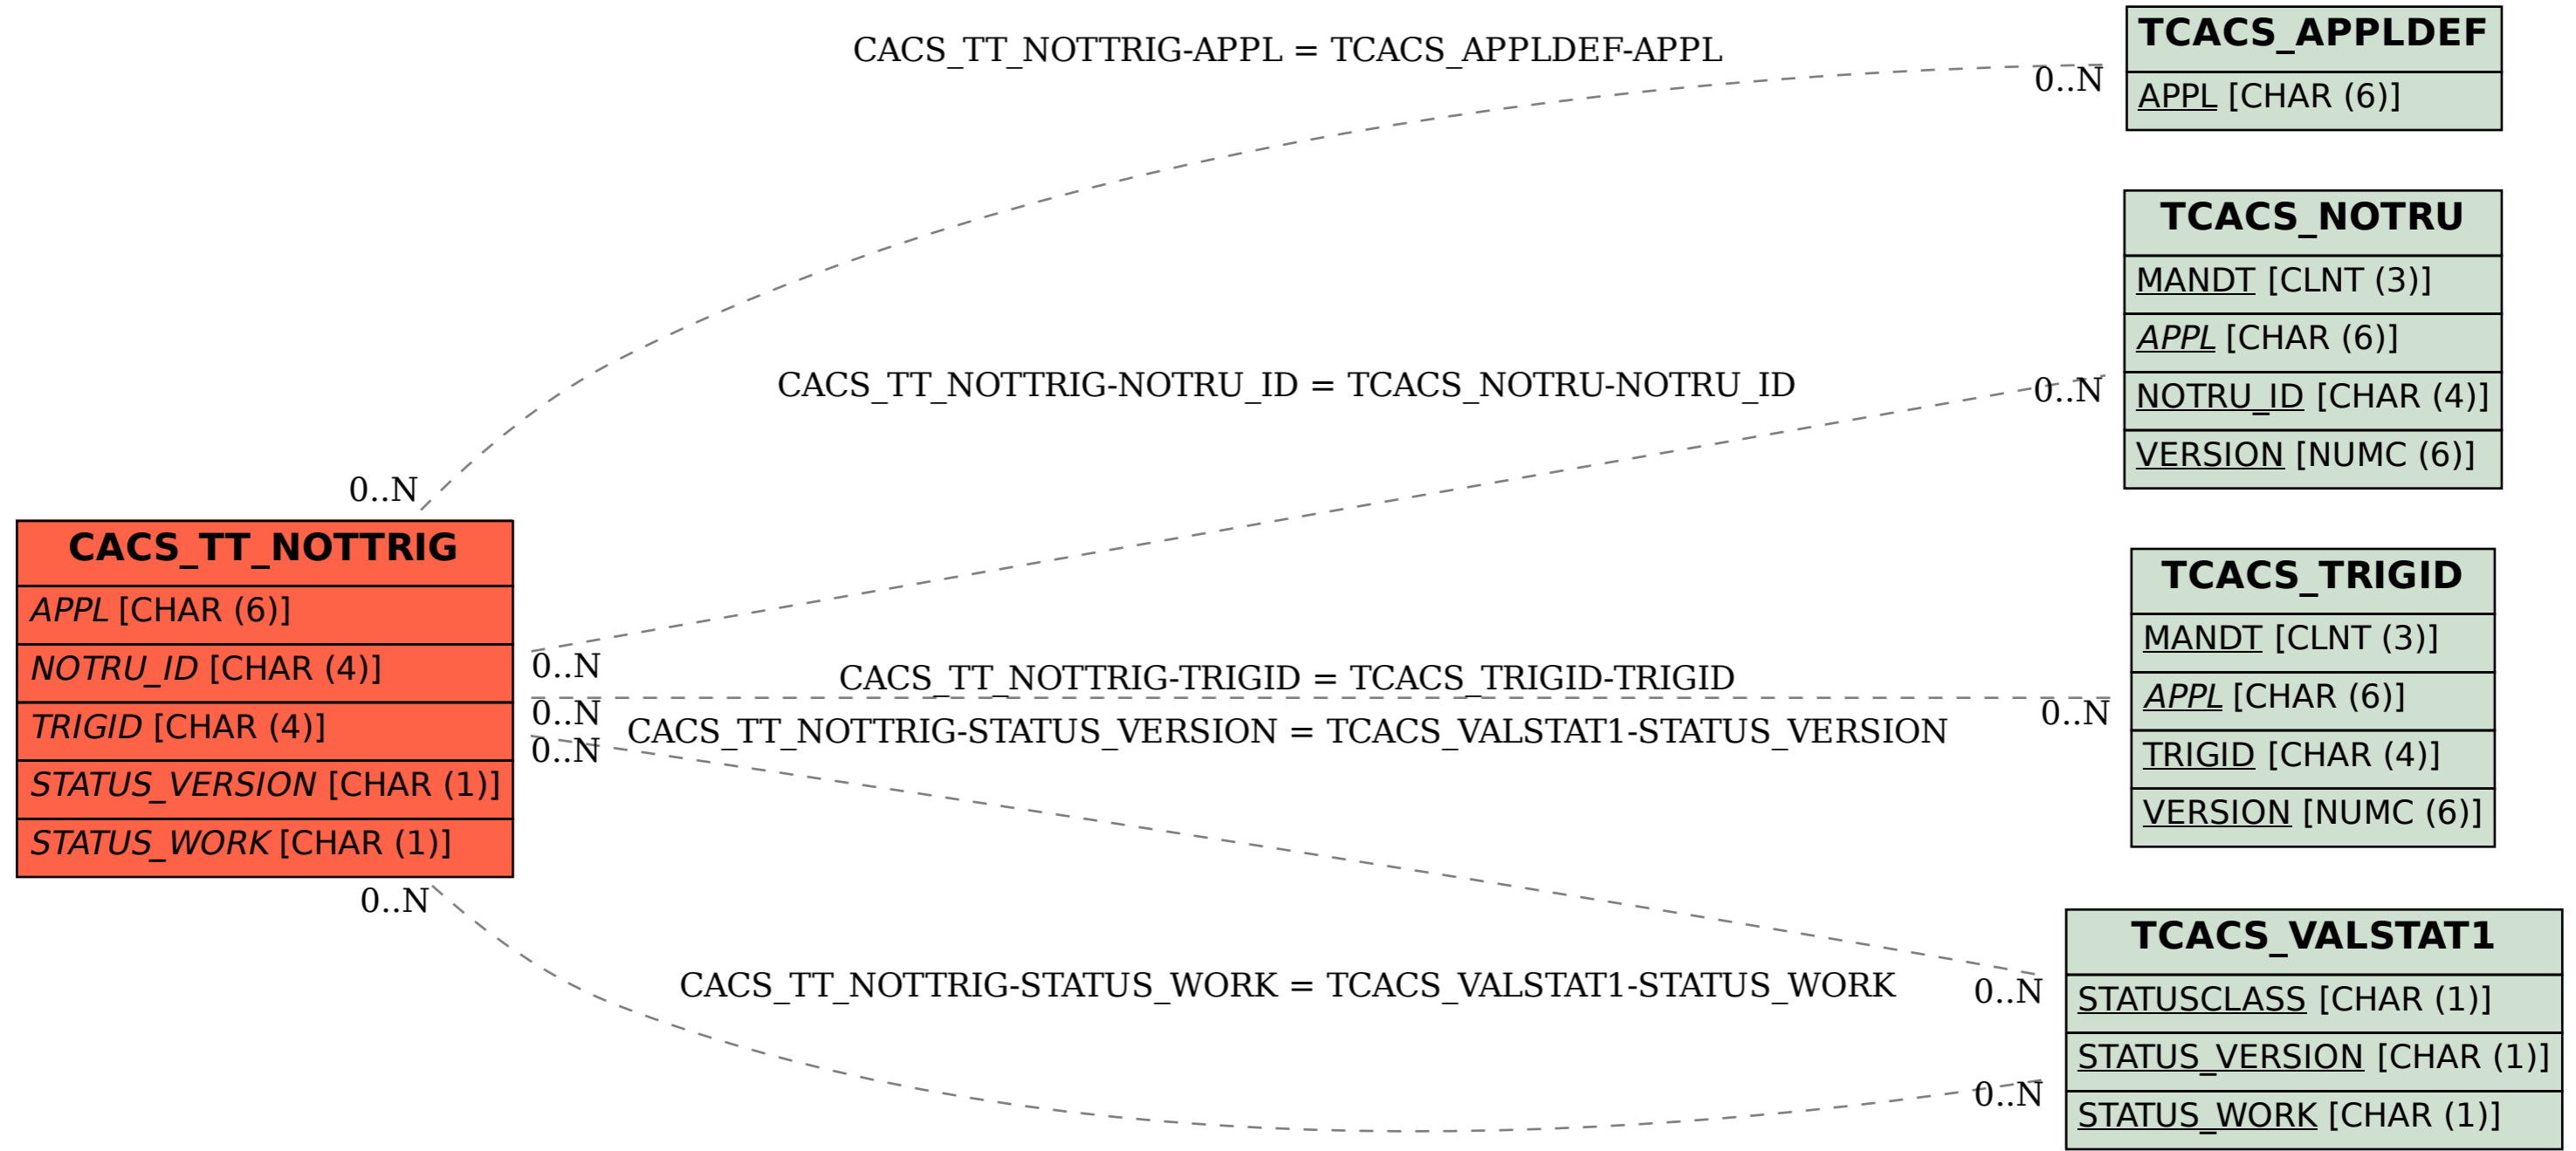 CACS_TT_NOTTRIG-APPL = TCACS_APPLDEF-APPL
0..N
0..N
TCACS_APPLDEF
APPL [CHAR (6)]
CACS_TT_NOTTRIG-NOTRU_ID = TCACS_NOTRU-NOTRU_ID
0..N
0..N
TCACS_NOTRU
MANDT [CLNT (3)]
APPL [CHAR (6)]
NOTRU_ID [CHAR (4)]
VERSION [NUMC (6)]
CACS_TT_NOTTRIG
APPL [CHAR (6)]
NOTRU_ID [CHAR (4)]
TRIGID [CHAR (4)]
STATUS_VERSION [CHAR (1)]
STATUS_WORK [CHAR (1)]
CACS_TT_NOTTRIG-TRIGID = TCACS_TRIGID-TRIGID
0..N
0..N
TCACS_TRIGID
MANDT [CLNT (3)]
APPL [CHAR (6)]
TRIGID [CHAR (4)]
VERSION [NUMC (6)]
CACS_TT_NOTTRIG-STATUS_VERSION = TCACS_VALSTAT1-STATUS_VERSION
0..N
0..N
CACS_TT_NOTTRIG-STATUS_WORK = TCACS_VALSTAT1-STATUS_WORK
0..N
0..N
TCACS_VALSTAT1
STATUSCLASS [CHAR (1)]
STATUS_VERSION [CHAR (1)]
STATUS_WORK [CHAR (1)]